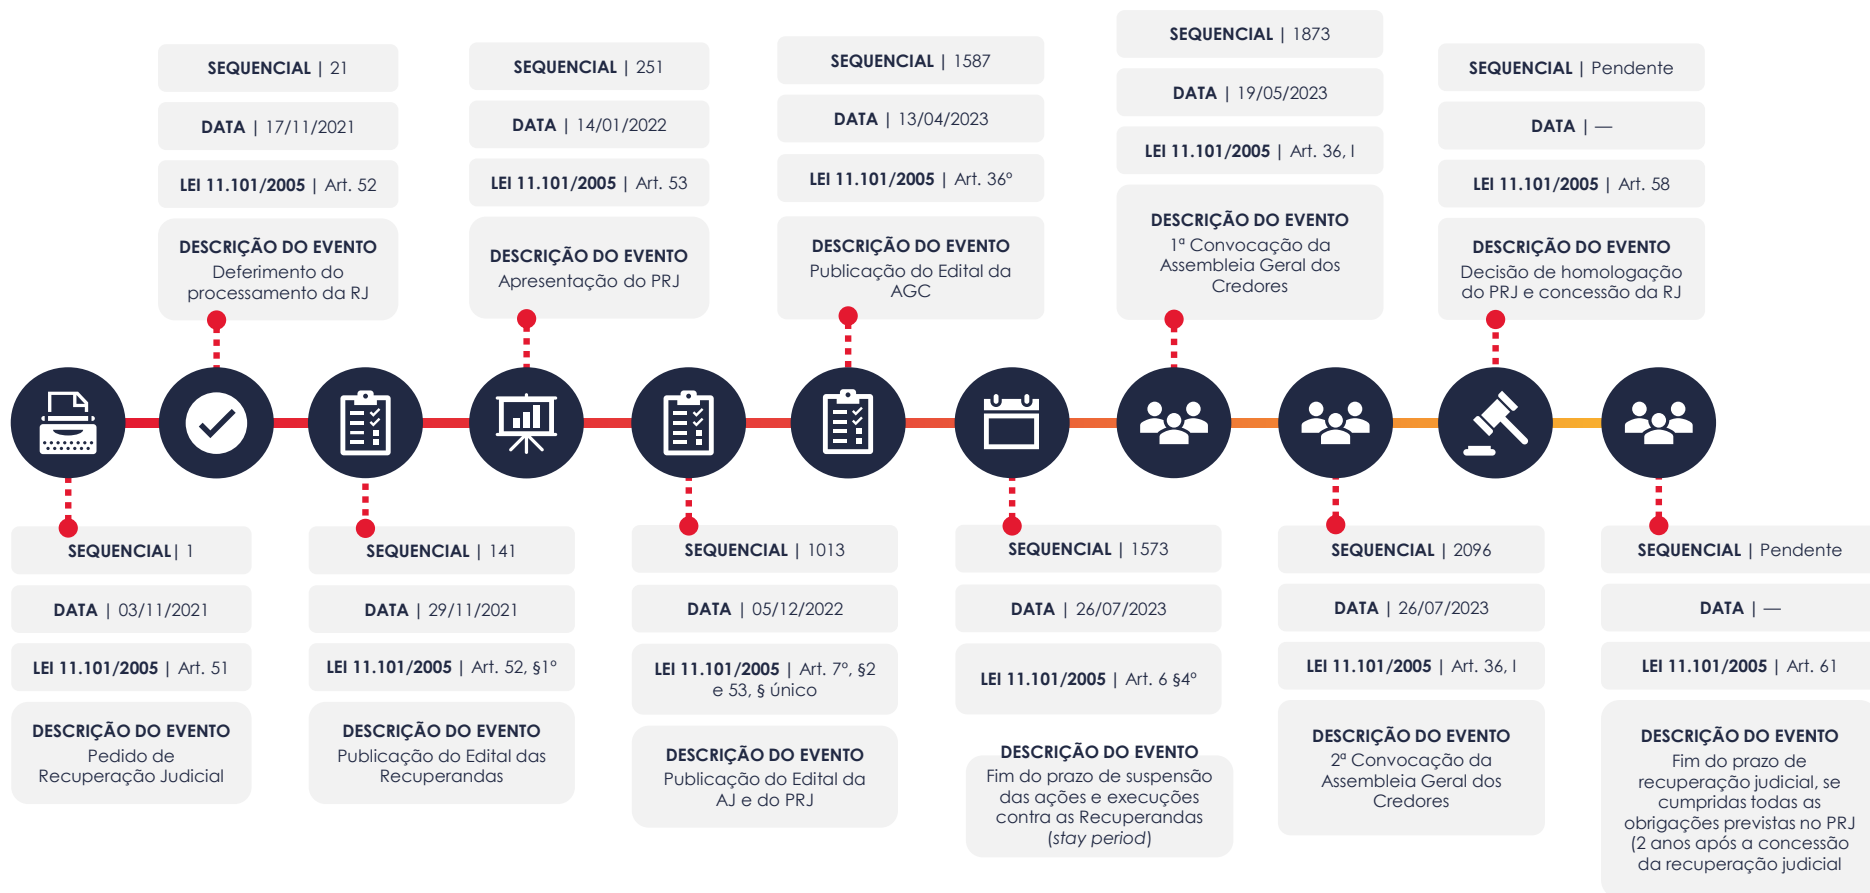 SEQUENCIAL | 21
DATA | 17/11/2021
LEI 11.101/2005 | Art. 52
DESCRIÇÃO DO EVENTO
Deferimento do
processamento da RJ
SEQUENCIAL | 251
DATA | 14/01/2022
LEI 11.101/2005 | Art. 53
DESCRIÇÃO DO EVENTO
Apresentação do PRJ
SEQUENCIAL | 1587
DATA | 13/04/2023
LEI 11.101/2005 | Art. 36º
DESCRIÇÃO DO EVENTO
Publicação do Edital da
AGC
SEQUENCIAL | 1873
DATA | 19/05/2023
LEI 11.101/2005 | Art. 36, I
DESCRIÇÃO DO EVENTO
1ª Convocação da
Assembleia Geral dos
Credores
SEQUENCIAL | Pendente
DATA | —
LEI 11.101/2005 | Art. 58
DESCRIÇÃO DO EVENTO
Decisão de homologação
do PRJ e concessão da RJ
SEQUENCIAL| 1
DATA | 03/11/2021
LEI 11.101/2005 | Art. 51
DESCRIÇÃO DO EVENTO
Pedido de
Recuperação Judicial
SEQUENCIAL | 141
DATA | 29/11/2021
LEI 11.101/2005 | Art. 52, §1º
DESCRIÇÃO DO EVENTO
Publicação do Edital das
Recuperandas
SEQUENCIAL | 1013
DATA | 05/12/2022
LEI 11.101/2005 | Art. 7º, §2
e 53, § único
DESCRIÇÃO DO EVENTO
Publicação do Edital da
AJ e do PRJ
SEQUENCIAL | 1573
DATA | 26/07/2023
LEI 11.101/2005 | Art. 6 §4º
DESCRIÇÃO DO EVENTO
Fim do prazo de suspensão
das ações e execuções
contra as Recuperandas
(stay period)
SEQUENCIAL | 2096
DATA | 26/07/2023
LEI 11.101/2005 | Art. 36, I
DESCRIÇÃO DO EVENTO
2ª Convocação da
Assembleia Geral dos
Credores
SEQUENCIAL | Pendente
DATA | —
LEI 11.101/2005 | Art. 61
DESCRIÇÃO DO EVENTO
Fim do prazo de
recuperação judicial, se
cumpridas todas as
obrigações previstas no PRJ
(2 anos após a concessão
da recuperação judicial